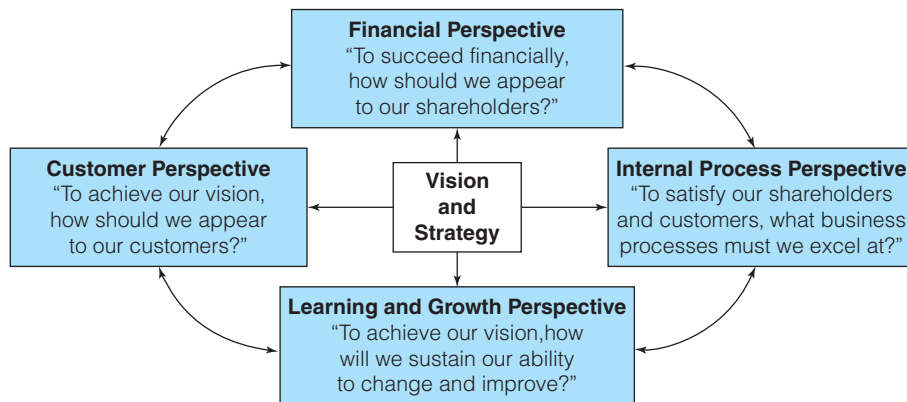 Financial Perspective
“To succeed financially,
how should we appear
to our shareholders?”
Customer Perspective
“To achieve our vision,
how should we appear
to our customers?”
Vision
and
Strategy
Internal Process Perspective
“To satisfy our shareholders
and customers, what business
processes must we excel at?”
Learning and Growth Perspective
“To achieve our vision,how
will we sustain our ability
to change and improve?”